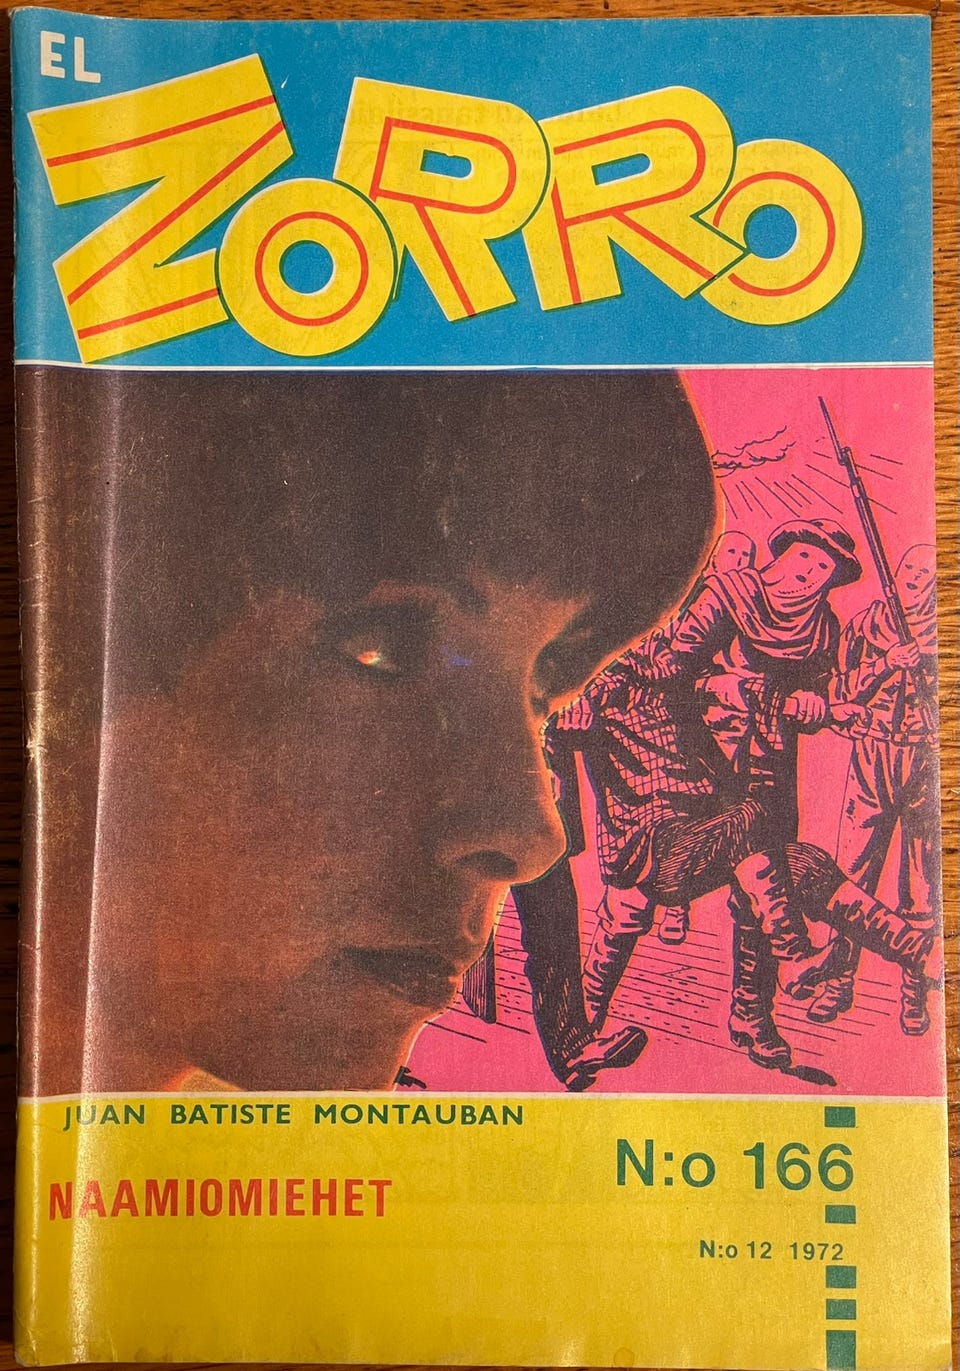 EL
ZORRO
JUAN BATISTE MONTAUBAN
N:o 166
NAAMIOMIEHET
N:o 12 1972